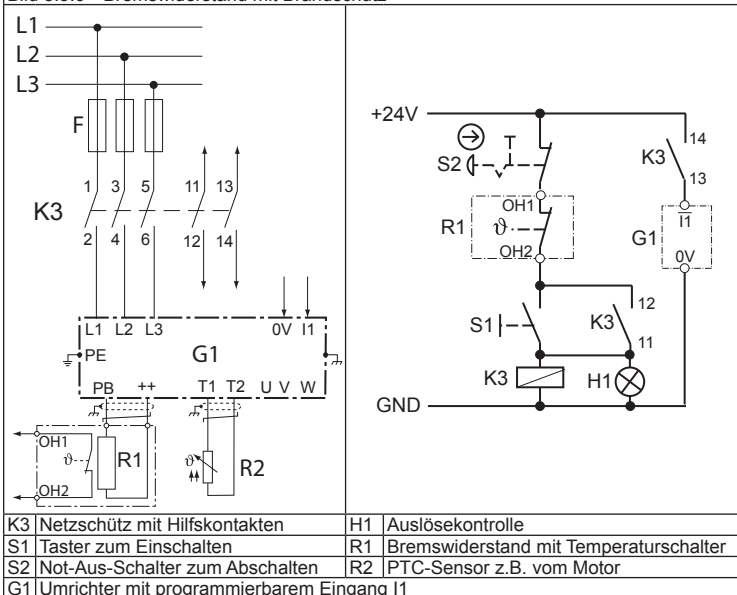 L1
L2
L3
F
1 3 5 11 13
K3
2 4 6 12 14
L1 L2 L3 0V I1
PE
G1
PB ++ T1 T2 U V W
OH1
ϑ
R1
OH2
ϑ
R2
+24V
S2
OH1
R1
ϑ
OH2
S1
K3
12
11
K3
H1
GND
K3
14
13
I1
G1
0V
K3 Netzschütz mit Hilfskontakten H1 Auslösekontrolle
S1 Taster zum Einschalten R1 Bremswiderstand mit Temperaturschalter
S2 Not-Aus-Schalter zum Abschalten R2 PTC-Sensor z.B. vom Motor
G1 Umrichter mit programmierbarem Eingang I1